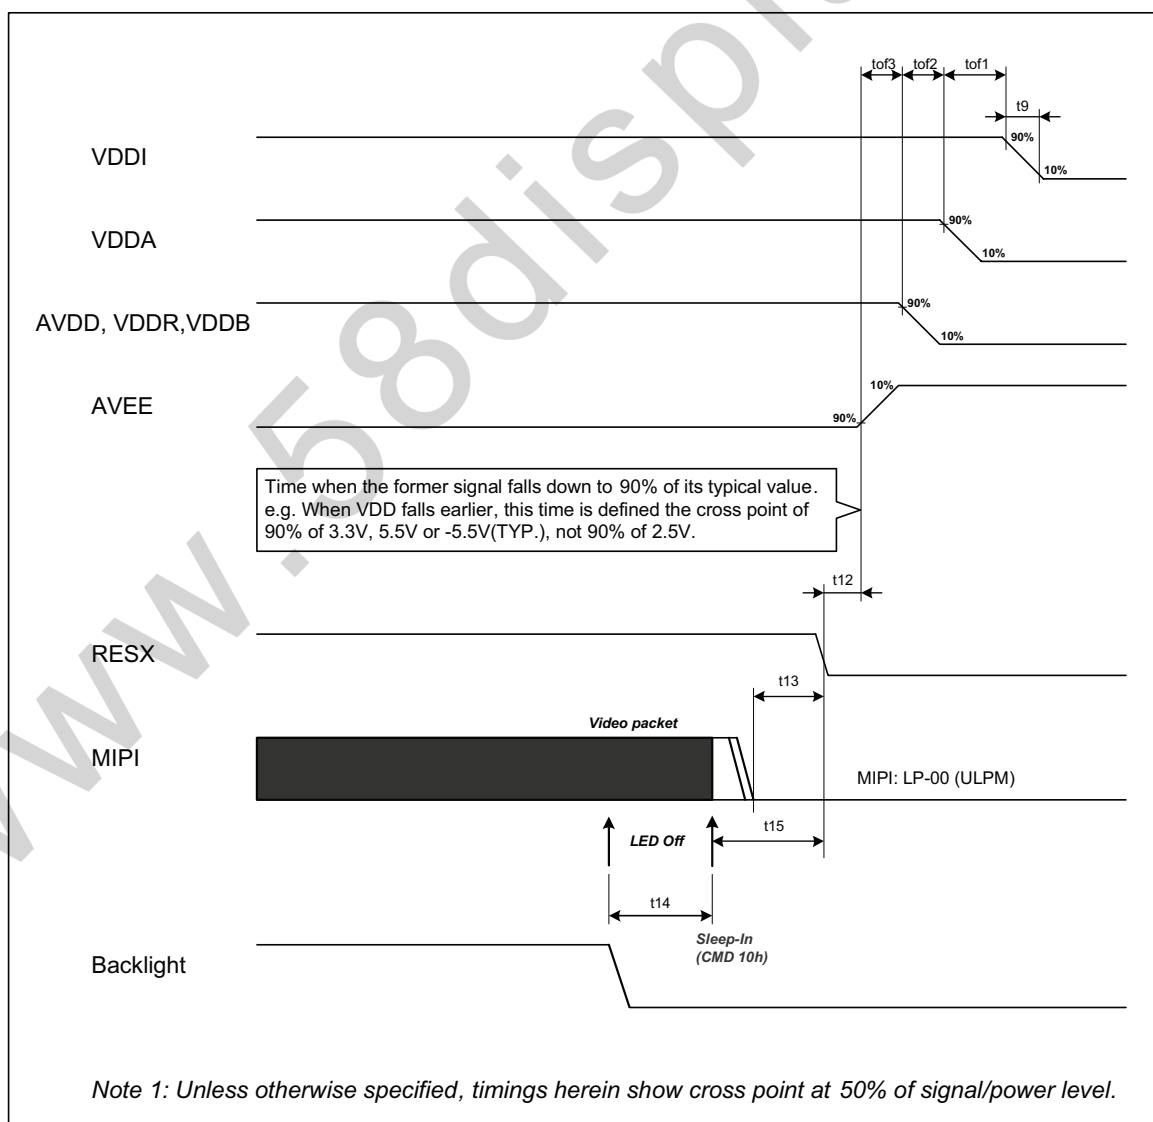 tof3 tof2 tof1
t9
VDDI
90%
10%
VDDA
90%
10%
AVDD, VDDR,VDDB
90%
10%
AVEE
10%
90%
Time when the former signal falls down to 90% of its typical value.
e.g. When VDD falls earlier, this time is defined the cross point of
90% of 3.3V, 5.5V or -5.5V(TYP.), not 90% of 2.5V.
t12
RESX
t13
Video packet
MIPI
MIPI: LP-00 (ULPM)
LED Off
t15
t14
Sleep-In
(CMD 10h)
Backlight
Note 1: Unless otherwise specified, timings herein show cross point at 50% of signal/power level.
www.58displ